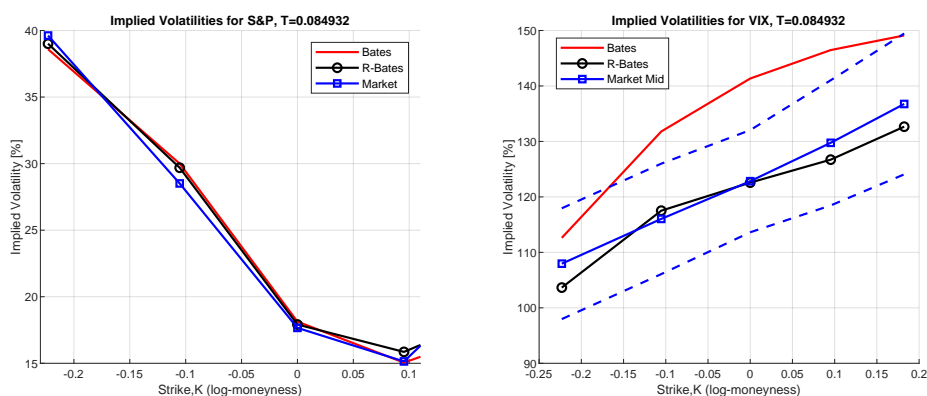 Implied Volatilities for S&P, T=0.084932
40
35
30
25
20
15
Implied Volatility [%]
Bates
R-Bates
Market
-0.2
-0.15
-0.1
-0.05
0
0.05
0.1
Strike,K (log-moneyness)
Implied Volatilities for VIX, T=0.084932
150
140
130
120
110
100
90
Implied Volatility [%]
Bates
R-Bates
Market Mid
-0.25
-0.2
-0.15
-0.1
-0.05
0
0.05
0.1
0.15
0.2
Strike,K (log-moneyness)